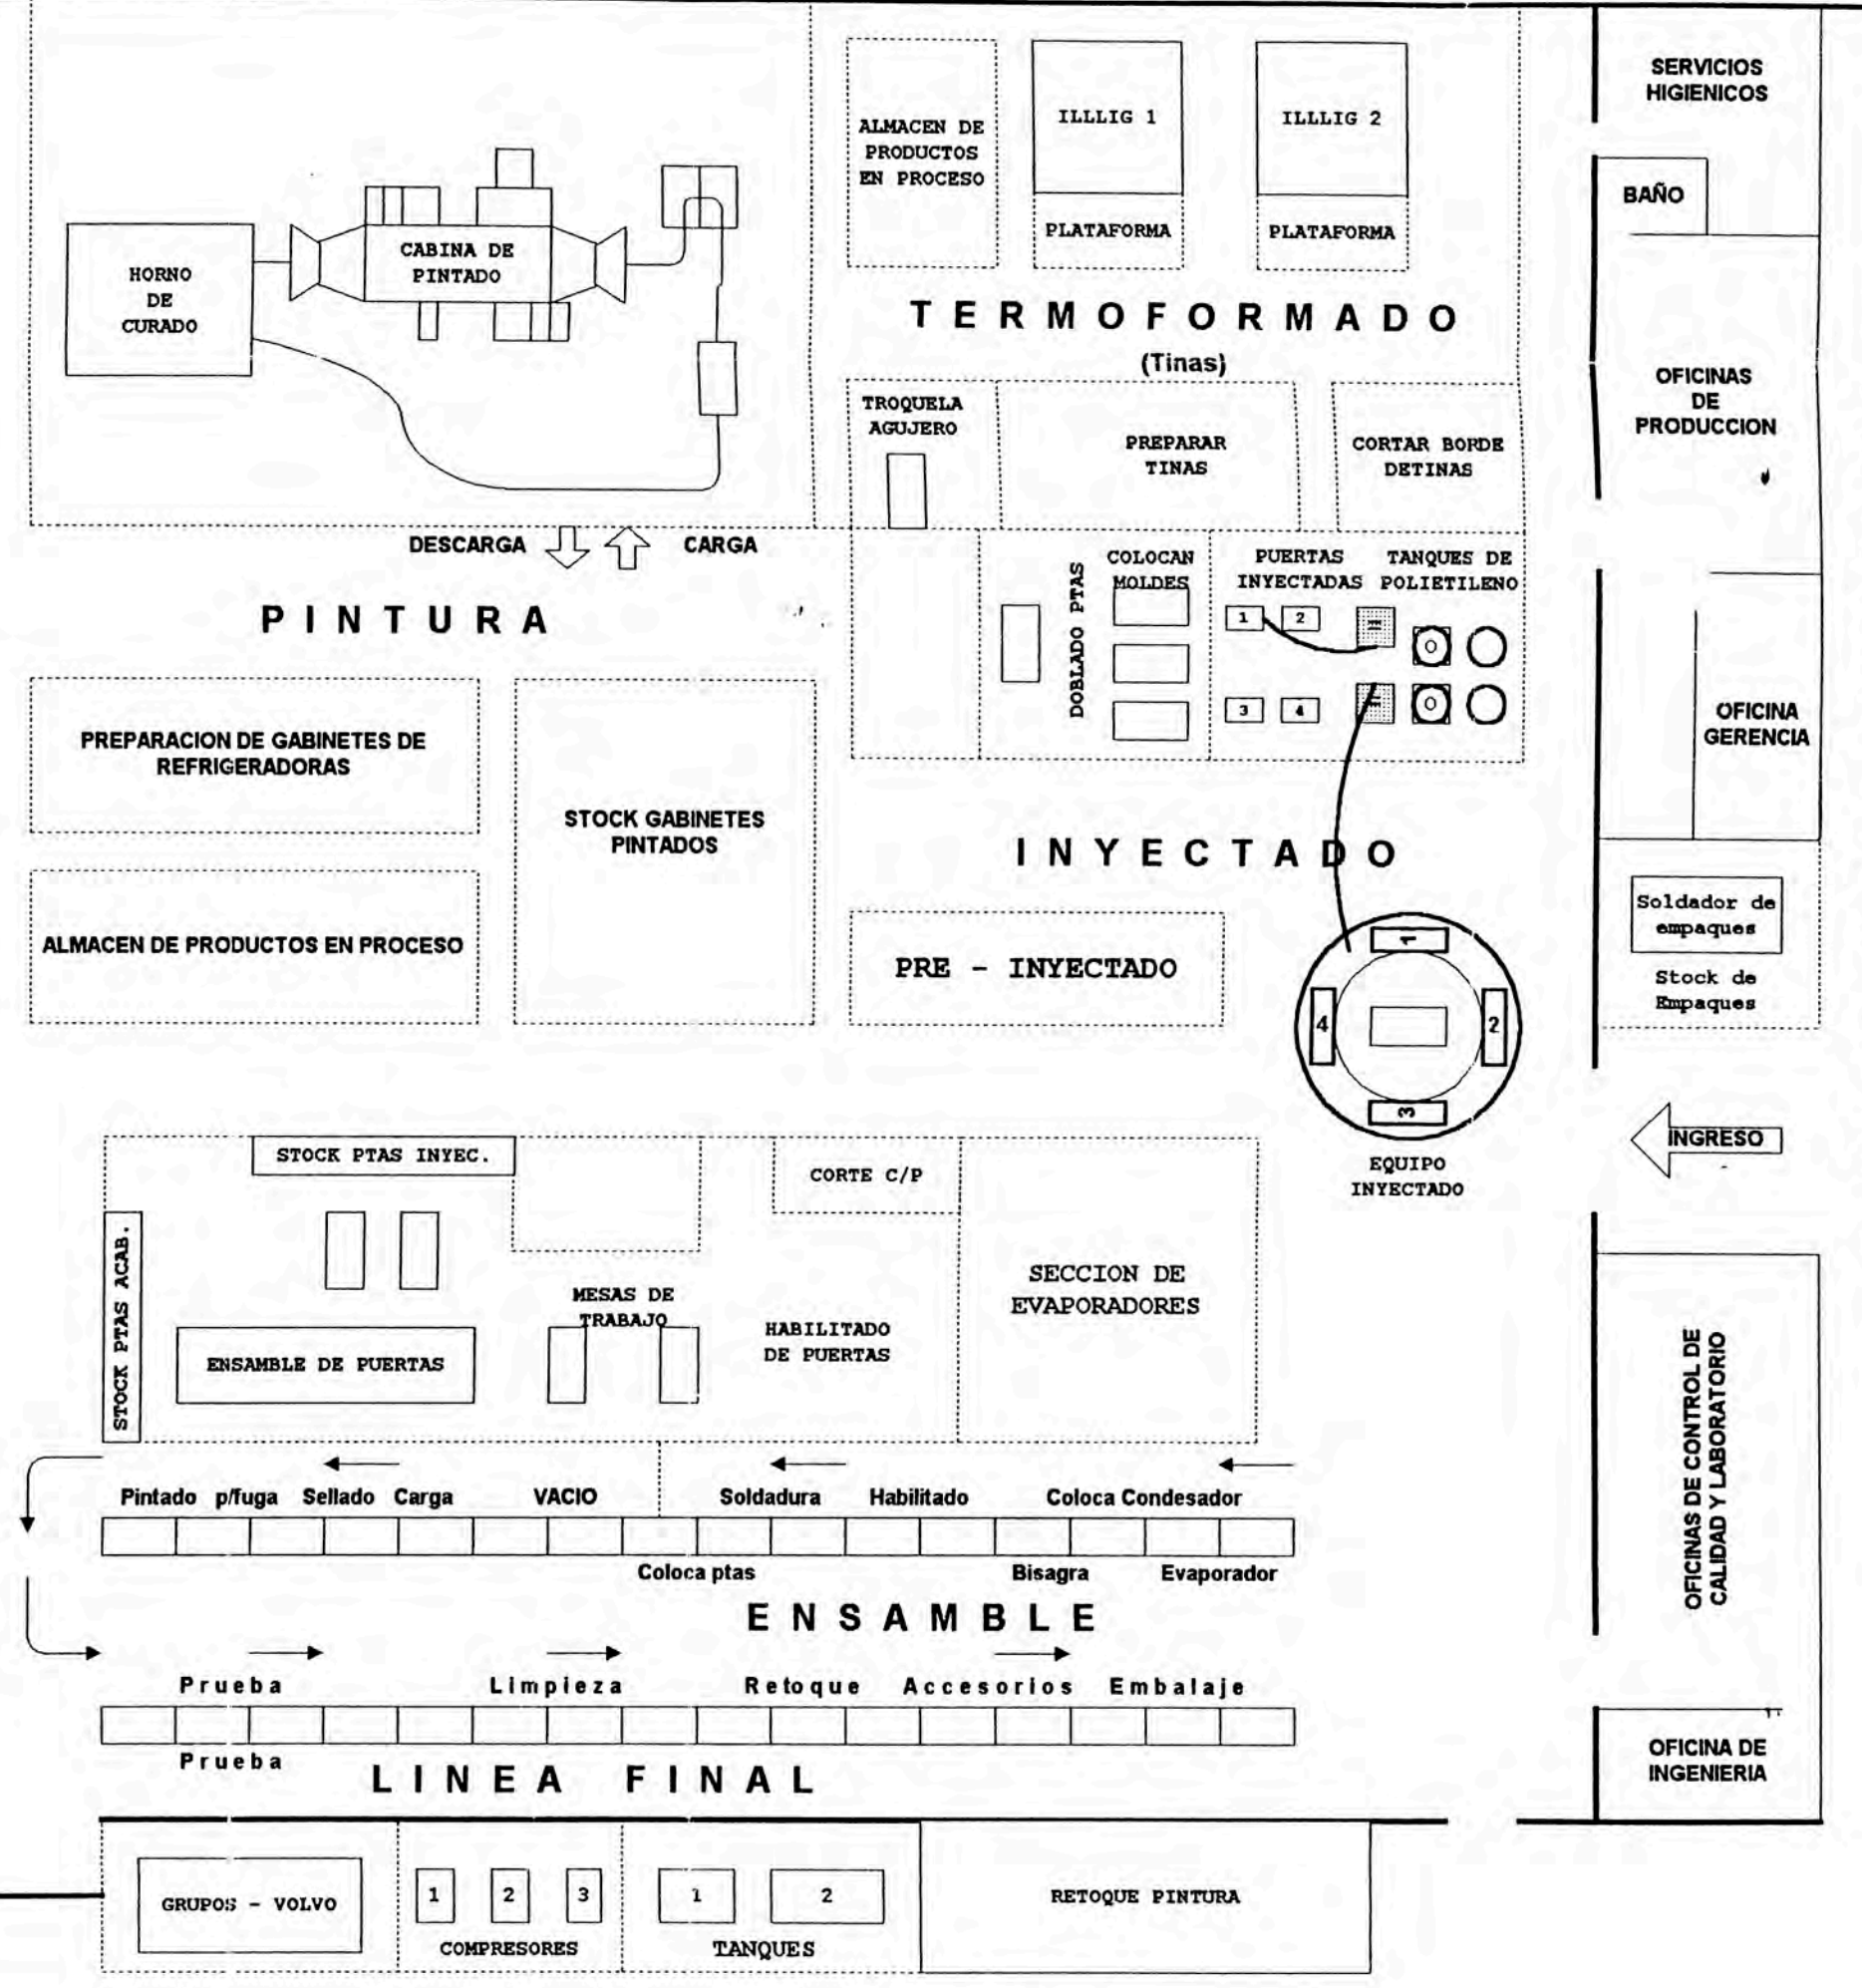 SERVICIOS
HIGIENICOS
ALMACEN DE
PRODUCTOS
EN PROCESO
ILLLIG 1
ILLLIG 2
BAÑO
PLATAFORMA
PLATAFORMA
HORNO
DE
CURADO
CABINA DE
PINTADO
TERMOFORMADO
(Tinas)
OFICINAS
DE
PRODUCCION
TROQUELA
AGUJERO
PREPARAR
TINAS
CORTAR BORDE
DETINAS
DESCARGA
CARGA
PINTURA
DOBLADO PTAS
COLOCAN
MOLDES
PUERTAS
INYECTADAS
TANQUES DE
POLIETILENO
1
2
3
4
OFICINA
GERENCIA
PREPARACION DE GABINETES DE
REFRIGERADORAS
STOCK GABINETES
PINTADOS
ALMACEN DE PRODUCTOS EN PROCESO
INYECTADO
PRE - INYECTADO
1
2
3
4
EQUIPO
INYECTADO
Soldador de
empaques
Stock de
Empaques
INGRESO
STOCK PTAS INYEC.
CORTE C/P
STOCK PTAS ACAB.
MESAS DE
TRABAJO
ENSAMBLE DE PUERTAS
HABILITADO
DE PUERTAS
SECCION DE
EVAPORADORES
OFICINAS DE CONTROL DE
CALIDAD Y LABORATORIO
Pintado p/fuga Sellado Carga VACIO Soldadura Habilitado Coloca Condesador
Coloca ptas Bisagra Evaporador
ENSAMBLE
Prueba Limpieza Retoque Accesorios Embalaje
Prueba
LINEA FINAL
OFICINA DE
INGENIERIA
GRUPOS - VOLVO
1 2 3
COMPRESORES
1 2
TANQUES
RETOQUE PINTURA